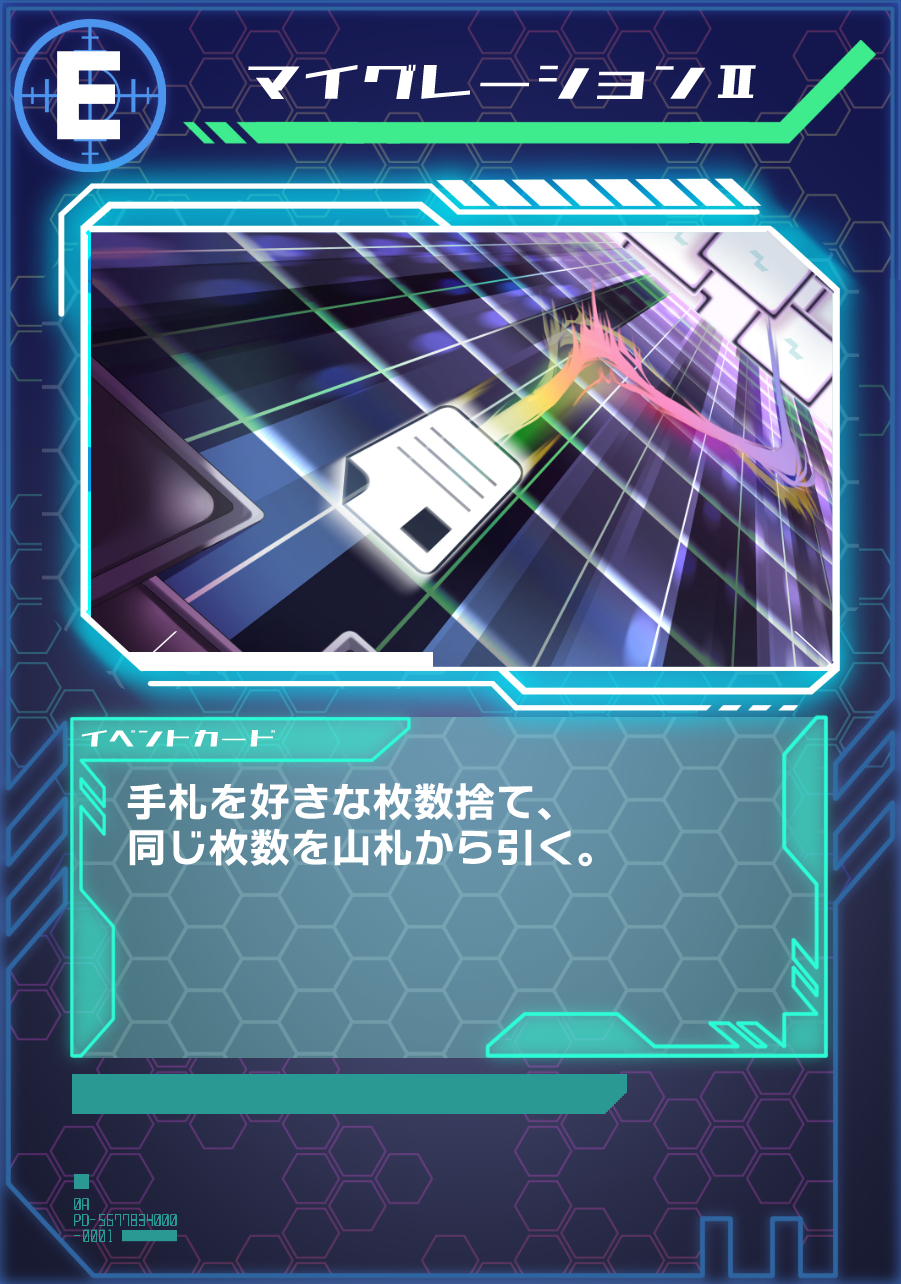 E
マイグレーションⅡ
イベントカード
手札を好きな枚数捨て、
同じ枚数を山札から引く。
0A
PD-5677834000
-0001